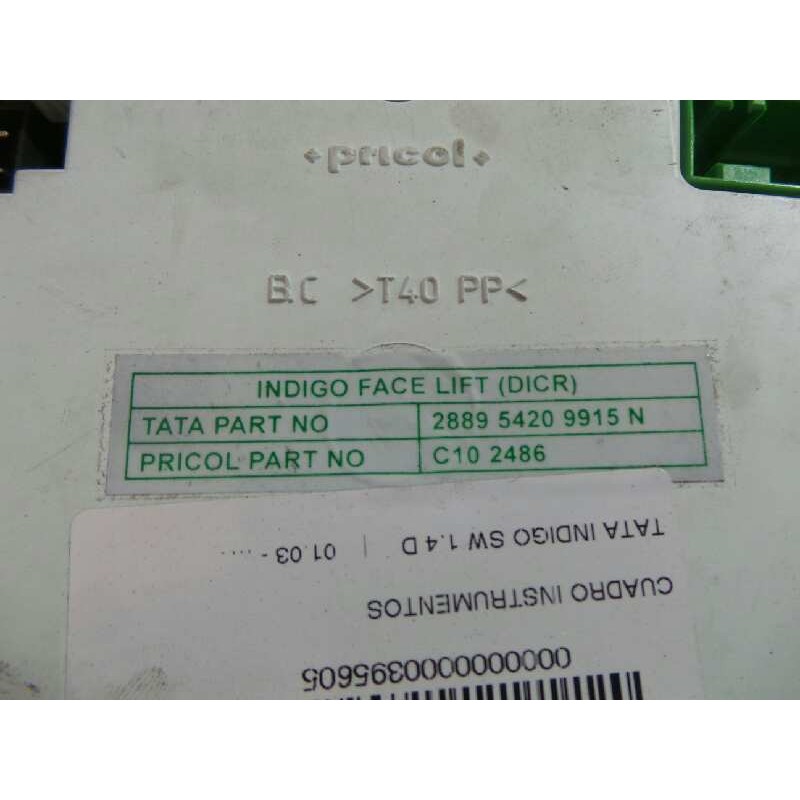 pricol
B.C >T40 PP<
INDIGO FACE LIFT (DICR)
TATA PART NO 2889 5420 9915 N
PRICOL PART NO C10 2486
TATA INDIGO SW 1.4 D | 01.03 - ....
CUADRO INSTRUMENTOS
000000000395605